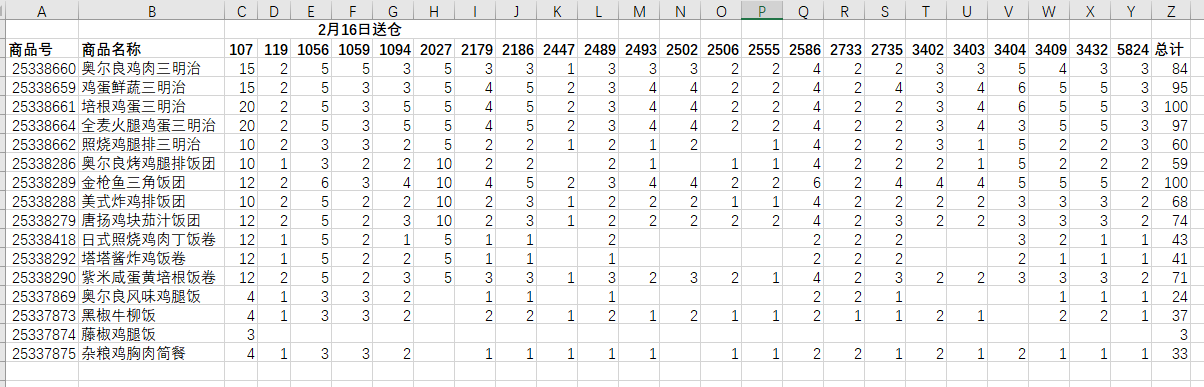 A B C D E F G H I J K L M N O P Q R S T U V W X Y Z
2月16日送仓
商品号 商品名称 107 119 1056 1059 1094 2027 2179 2186 2447 2489 2493 2502 2506 2555 2586 2733 2735 3402 3403 3404 3409 3432 5824 总计
25338660 奥尔良鸡肉三明治 15 2 5 5 3 5 3 3 1 3 3 3 2 2 4 2 2 3 3 5 4 3 3 84
25338659 鸡蛋鲜蔬三明治 15 2 5 3 3 5 4 5 2 3 4 4 2 2 4 2 4 3 4 6 5 5 3 95
25338661 培根鸡蛋三明治 20 2 5 3 5 5 4 5 2 3 4 4 2 2 4 2 2 3 4 6 5 5 3 100
25338664 全麦火腿鸡蛋三明治 20 2 5 3 5 5 4 5 2 3 4 4 2 2 4 2 2 3 4 3 5 5 3 97
25338662 照烧鸡腿排三明治 10 2 3 3 2 5 2 2 1 2 1 2 1 4 2 2 3 1 5 2 2 3 60
25338286 奥尔良烤鸡腿排饭团 10 1 3 2 2 10 2 2 2 1 1 1 4 2 2 2 1 5 2 2 2 59
25338289 金枪鱼三角饭团 12 2 6 3 4 10 4 5 2 3 4 4 2 2 6 2 4 4 4 5 5 5 2 100
25338288 美式炸鸡排饭团 10 2 5 2 2 10 2 3 1 2 2 2 1 1 4 2 2 2 2 3 3 3 2 68
25338279 唐扬鸡块茄汁饭团 12 2 5 2 3 10 2 3 1 2 2 2 2 2 4 2 3 2 2 3 3 3 2 74
25338418 日式照烧鸡肉丁饭卷 12 1 5 2 1 5 1 1 2 2 2 2 3 2 1 1 43
25338292 塔塔酱炸鸡饭卷 12 1 5 2 2 5 1 1 1 2 2 2 2 1 1 1 41
25338290 紫米咸蛋黄培根饭卷 12 2 5 2 3 5 3 3 1 3 2 3 2 1 4 2 3 2 2 3 3 3 2 71
25337869 奥尔良风味鸡腿饭 4 1 3 3 2 1 1 1 2 2 1 1 1 1 24
25337873 黑椒牛柳饭 4 1 3 3 2 2 2 1 2 1 2 1 1 2 1 1 2 1 2 2 1 37
25337874 藤椒鸡腿饭 3 3
25337875 杂粮鸡胸肉简餐 4 1 3 3 2 1 1 1 1 1 1 1 2 2 1 2 1 2 1 1 1 33